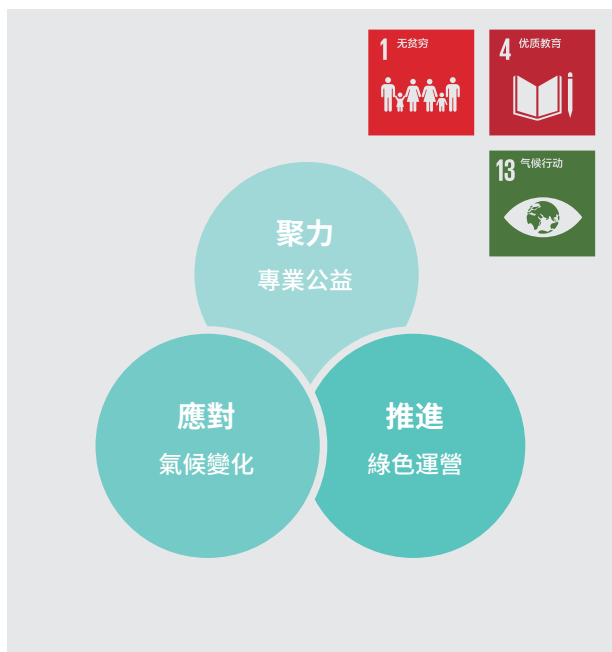 1 无贫穷
4 优质教育
13 气候行动
聚力
專業公益
應對
氣候變化
推進
綠色運營